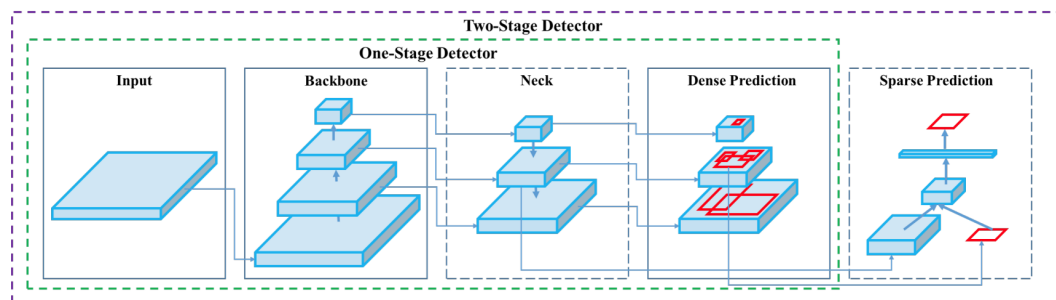 Two-Stage Detector
One-Stage Detector
Input
Backbone
Neck
Dense Prediction
Sparse Prediction